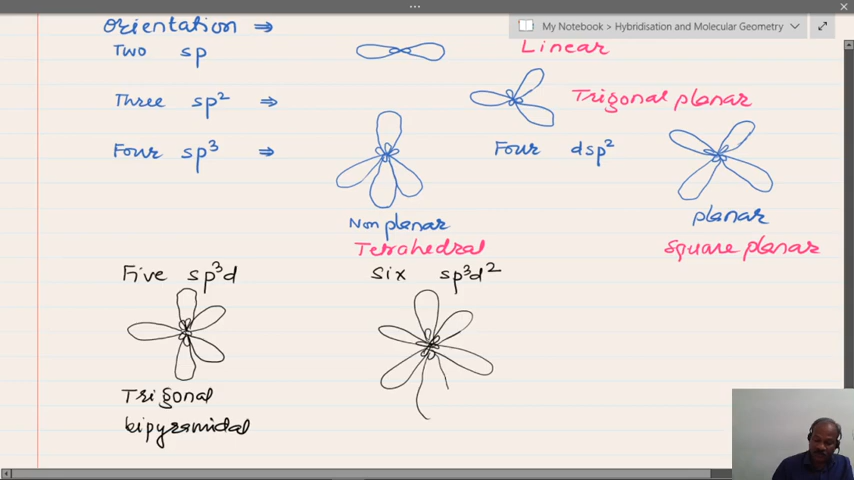 ...
My Notebook > Hybridisation and Molecular Geometry
Orientation ⇒
Two sp Linear
Three sp² ⇒ Trigonal planar
Four sp³ ⇒ Four dsp²
Non planar planar
Tetrahedral square planar
Five sp³d Six sp³d²
Trigonal
bipyramidal